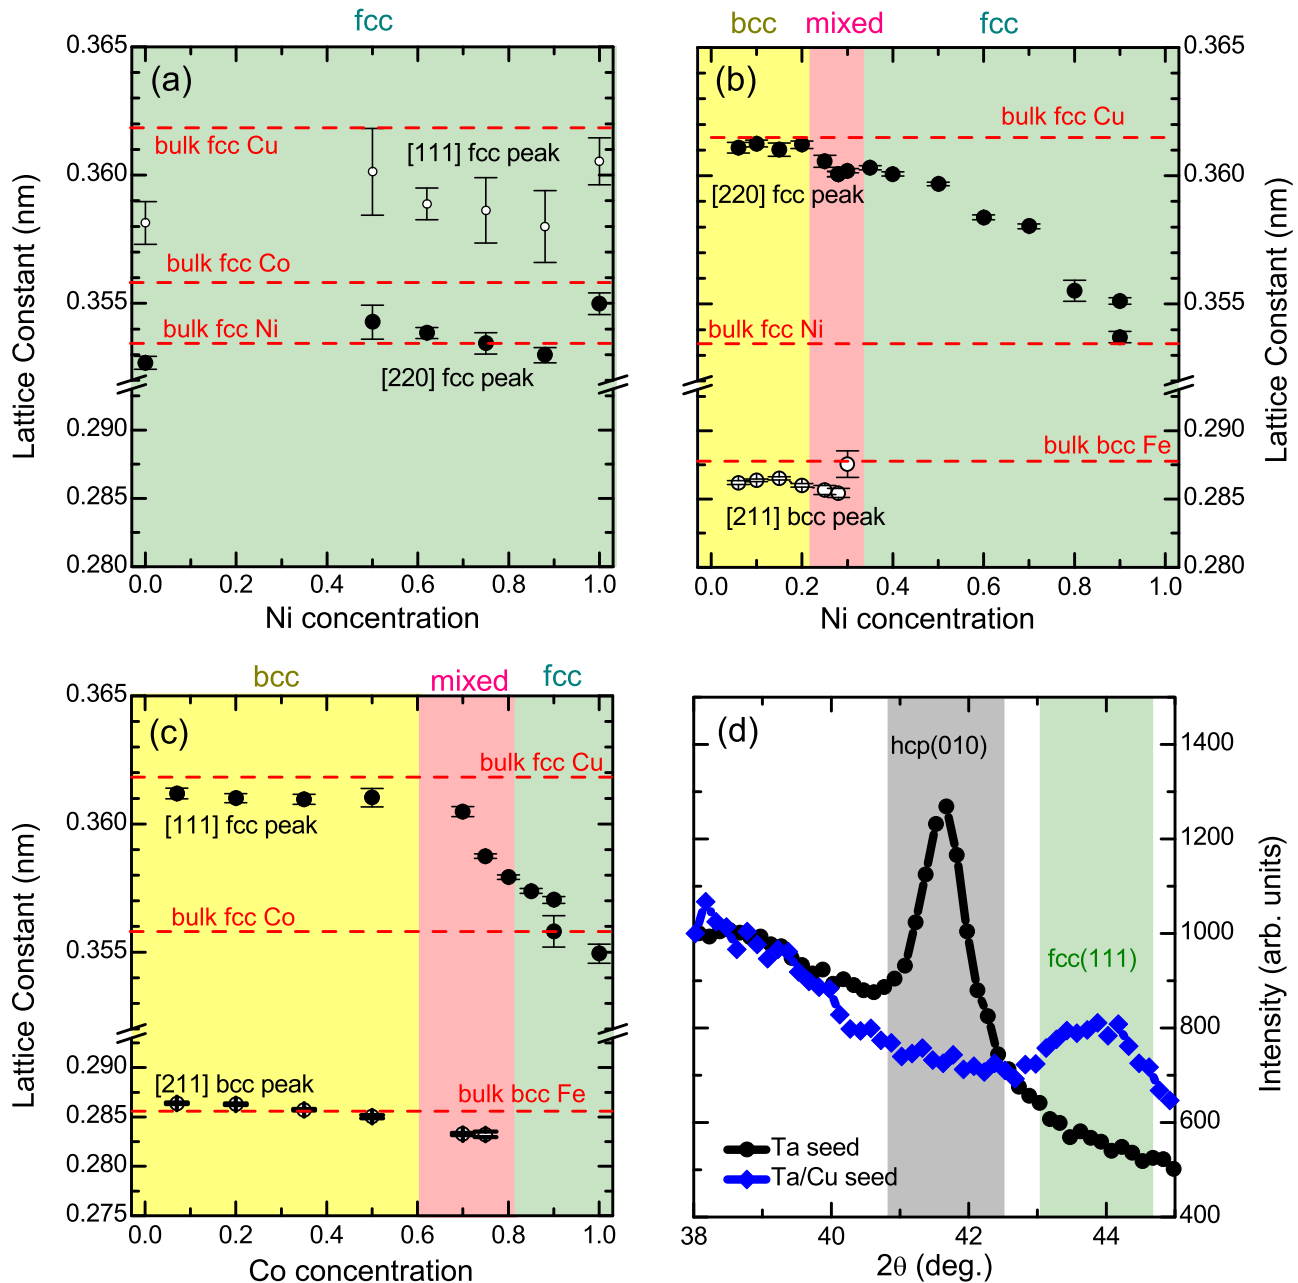 fcc
(a)
0.365
0.360
0.355
0.290
0.285
0.280
Lattice Constant (nm)
bulk fcc Cu
[111] fcc peak
bulk fcc Co
bulk fcc Ni
[220] fcc peak
0.0 0.2 0.4 0.6 0.8 1.0
Ni concentration
bcc mixed fcc
(b)
bulk fcc Cu
[220] fcc peak
bulk fcc Ni
bulk bcc Fe
[211] bcc peak
0.365
0.360
0.355
0.290
0.285
0.280
Lattice Constant (nm)
0.0 0.2 0.4 0.6 0.8 1.0
Ni concentration
bcc mixed fcc
(c)
0.365
0.360
0.355
0.290
0.285
0.280
0.275
Lattice Constant (nm)
bulk fcc Cu
[111] fcc peak
bulk fcc Co
[211] bcc peak
bulk bcc Fe
0.0 0.2 0.4 0.6 0.8 1.0
Co concentration
(d)
hcp(010)
fcc(111)
Ta seed
Ta/Cu seed
1400
1200
1000
800
600
400
Intensity (arb. units)
38 40 42 44
2θ (deg.)